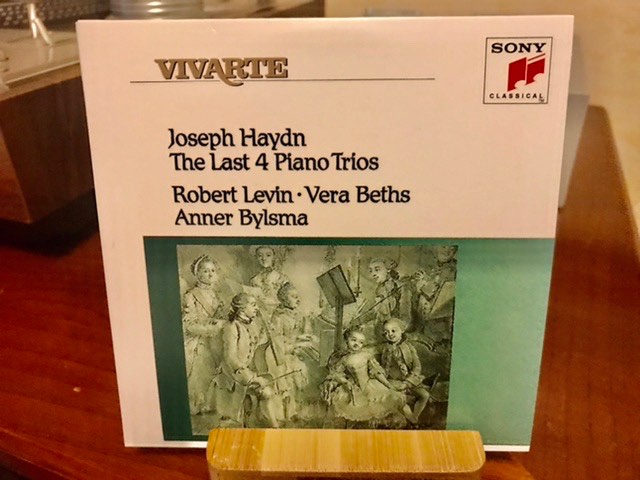 VIVARTE
SONY
CLASSICAL
Joseph Haydn
The Last 4 Piano Trios
Robert Levin · Vera Beths
Anner Bylsma